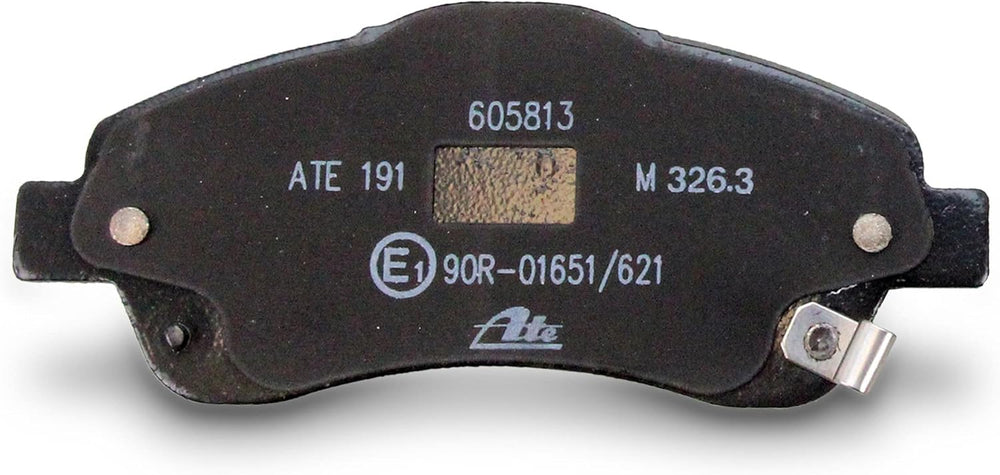 605813
ATE 191
M 326.3
E1 90R-01651/621
Ate